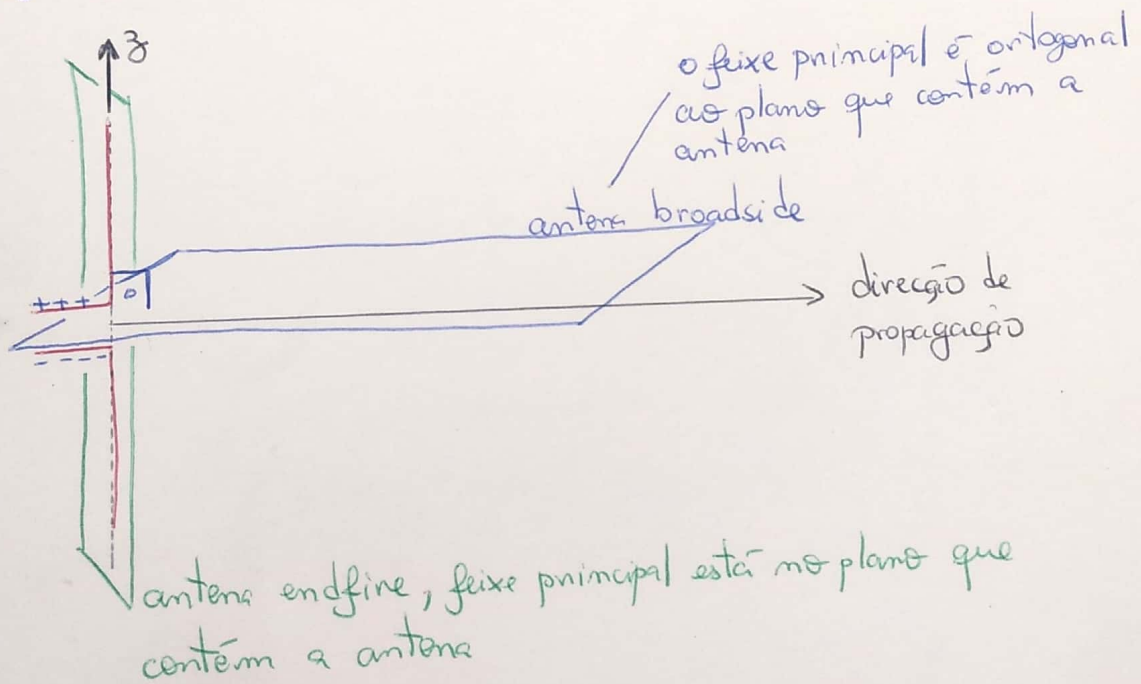 z
o feixe principal é ortogonal
ao plano que contém a
antena
antena broadside
+++
direcção de
propagação
----
antena endfire, feixe principal está no plano que
contém a antena